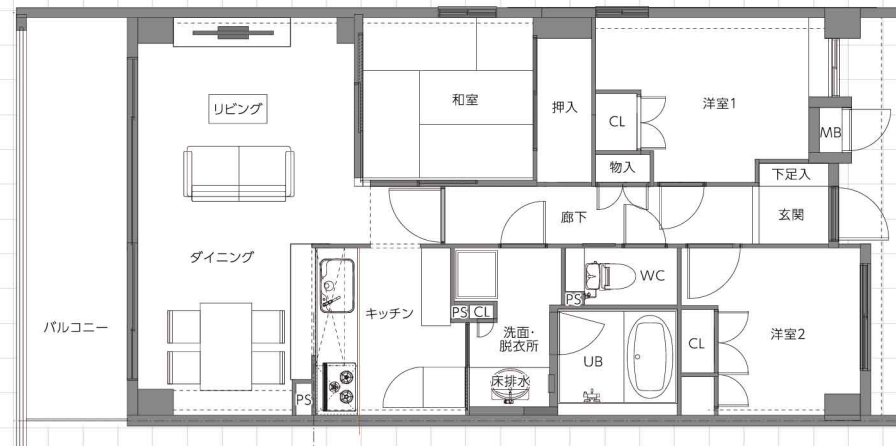 リビング
和室
押入
洋室1
CL
MB
物入
下足入
廊下
玄関
ダイニング
WC
PS
キッチン
PS
CL
洗面・
脱衣所
バルコニー
UB
CL
洋室2
床排水
PS